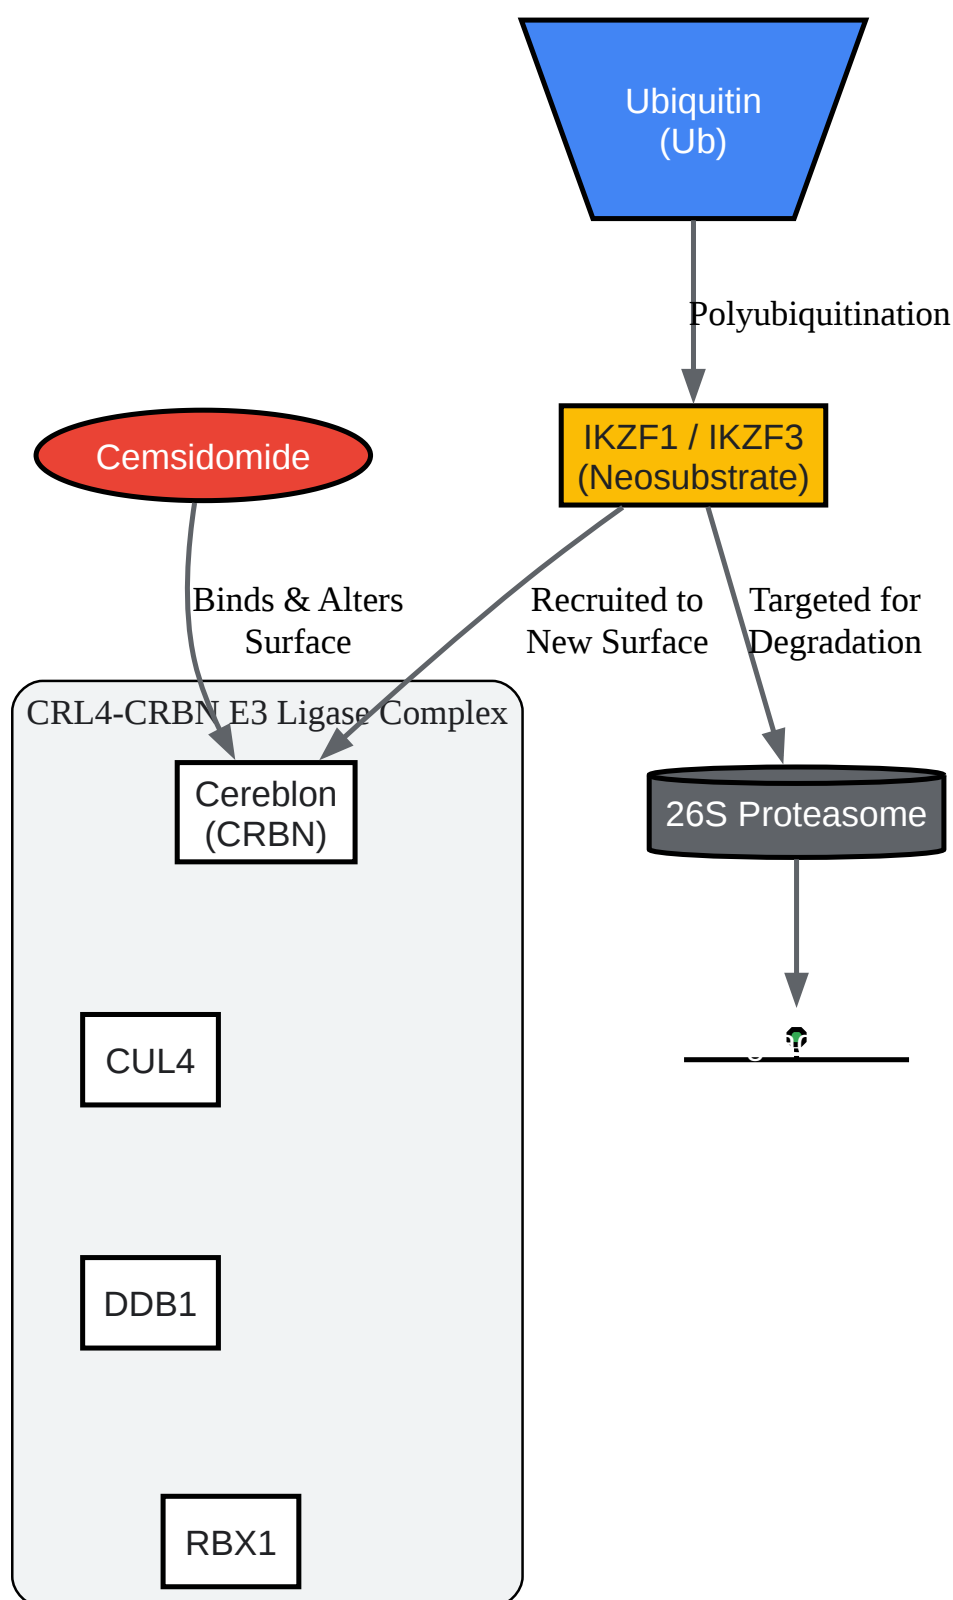 Ubiquitin
(Ub)
Polyubiquitination
IKZF1 / IKZF3
(Neosubstrate)
Cemsidomide
Binds & Alters
Surface
Recruited to
New Surface
Targeted for
Degradation
CRL4-CRBN E3 Ligase Complex
Cereblon
(CRBN)
26S Proteasome
CUL4
DDB1
RBX1